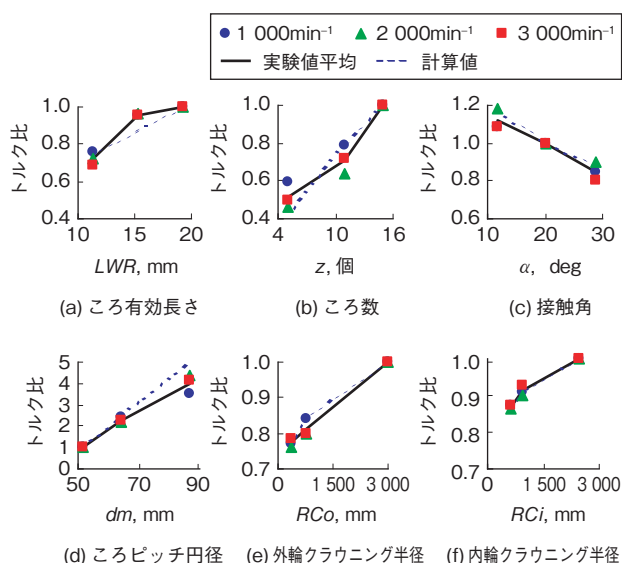 1 000min⁻¹ 2 000min⁻¹ 3 000min⁻¹
実験値平均 計算値
トルク比
1.0
0.8
0.6
0.4
10 15 20
LWR, mm
(a) ころ有効長さ
トルク比
1.0
0.8
0.6
0.4
4 10 16
z, 個
(b) ころ数
トルク比
1.2
1.0
0.8
0.6
10 20 30
α, deg
(c) 接触角
トルク比
5
4
3
2
1
0
50 70 90
dm, mm
(d) ころピッチ円径
トルク比
1.0
0.9
0.8
0.7
0 1 500 3 000
RCo, mm
(e) 外輪クラウニング半径
トルク比
1.0
0.9
0.8
0.7
0 1 500 3 000
RCi, mm
(f) 内輪クラウニング半径